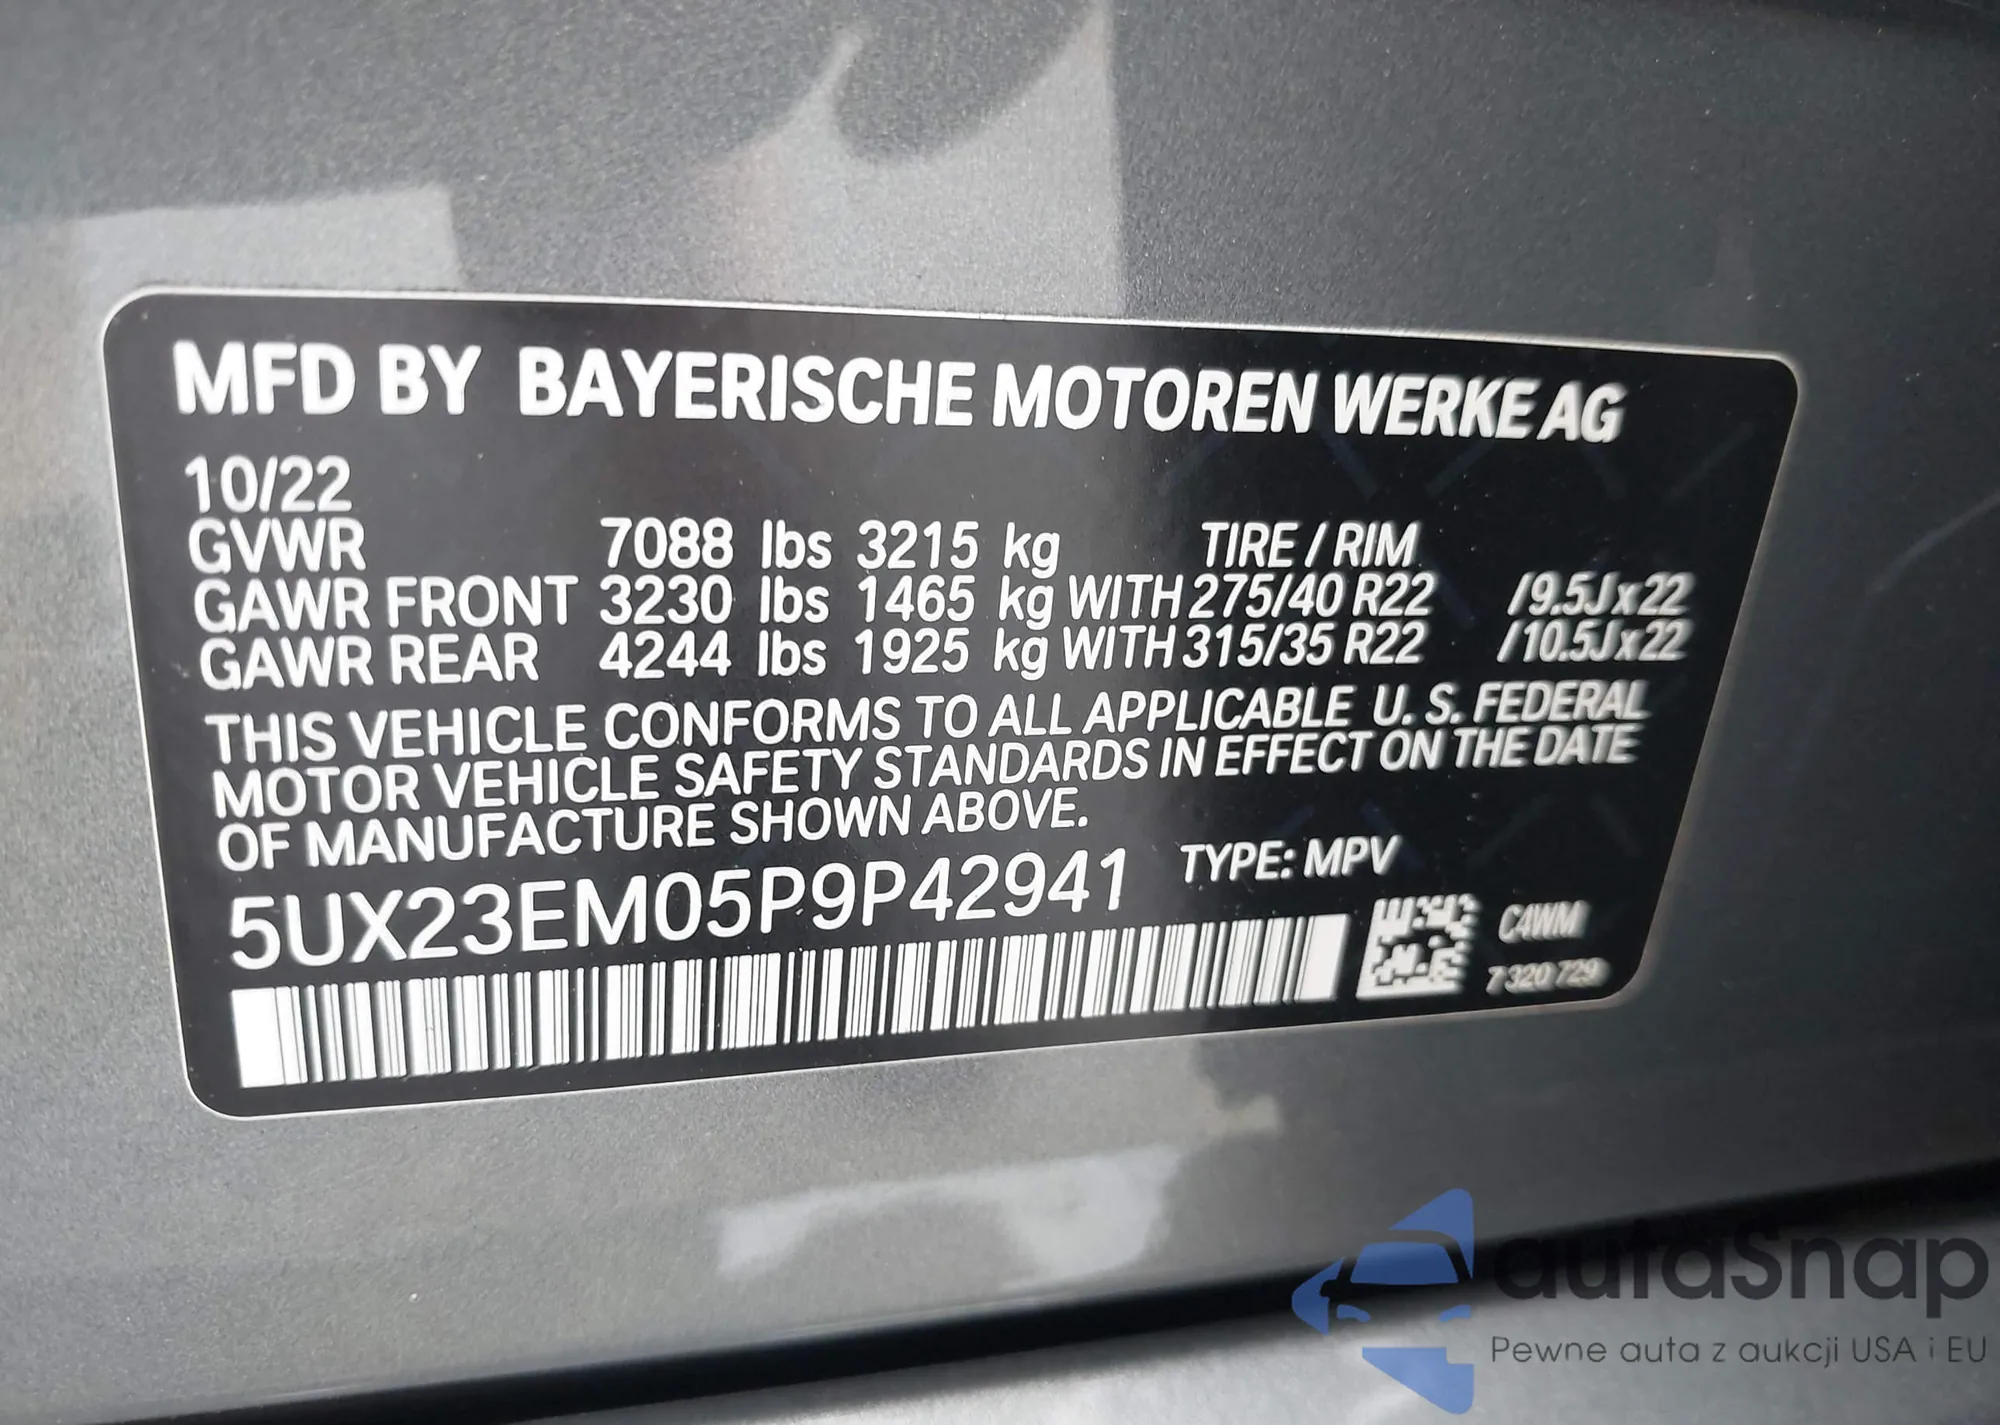 MFD BY BAYERISCHE MOTOREN WERKE AG
10/22
GVWR 7088 lbs 3215 kg TIRE / RIM
GAWR FRONT 3230 lbs 1465 kg WITH 275/40 R22 /9.5Jx22
GAWR REAR 4244 lbs 1925 kg WITH 315/35 R22 /10.5Jx22
THIS VEHICLE CONFORMS TO ALL APPLICABLE U. S. FEDERAL
MOTOR VEHICLE SAFETY STANDARDS IN EFFECT ON THE DATE
OF MANUFACTURE SHOWN ABOVE.
5UX23EM05P9P42941 TYPE: MPV
C4WM
7 320 729
autaSnap
Pewne auta z aukcji USA i EU